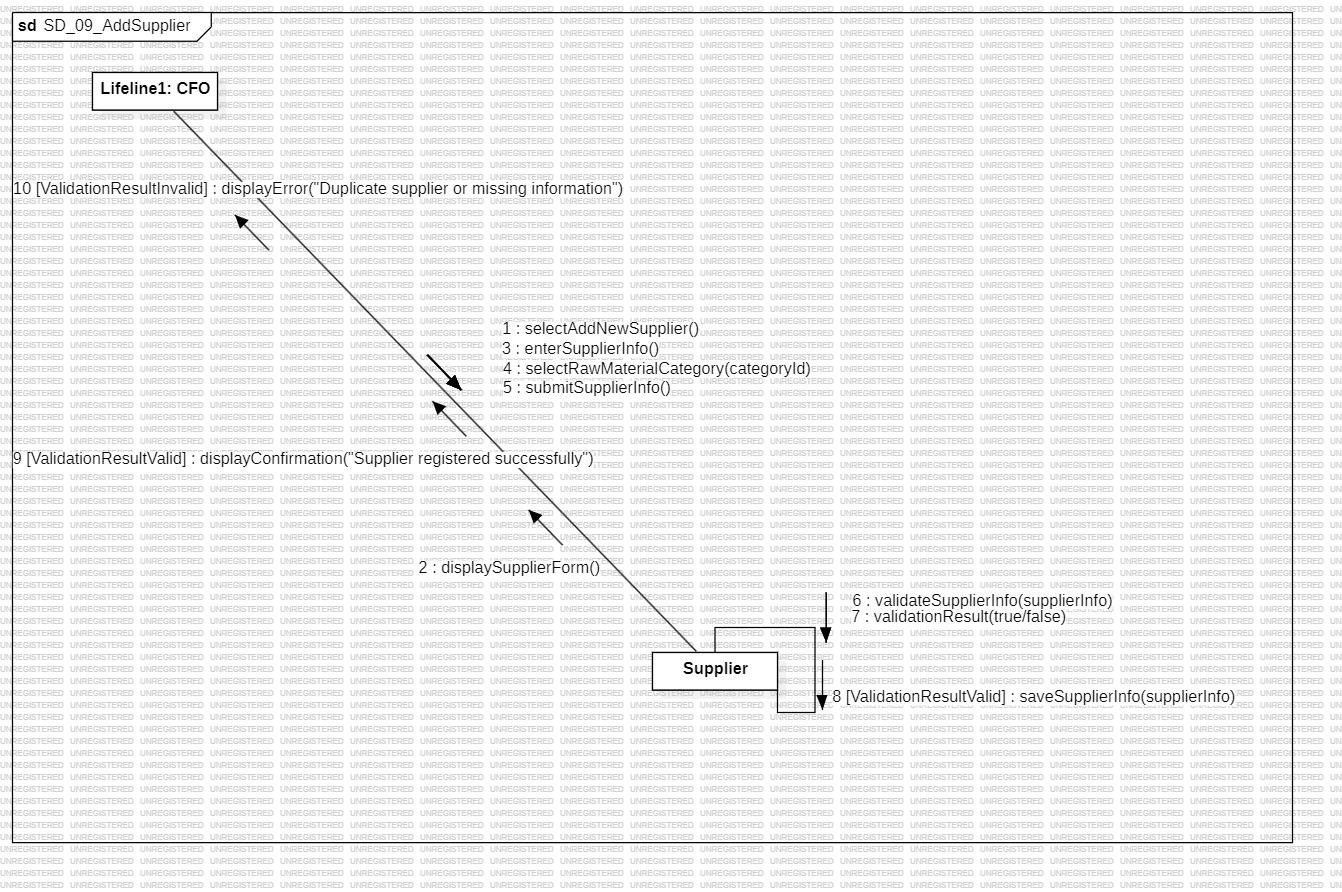 sd SD_09_AddSupplier
Lifeline1: CFO
10 [ValidationResultInvalid] : displayError("Duplicate supplier or missing information")
1 : selectAddNewSupplier()
3 : enterSupplierInfo()
4 : selectRawMaterialCategory(categoryId)
5 : submitSupplierInfo()
9 [ValidationResultValid] : displayConfirmation("Supplier registered successfully")
2 : displaySupplierForm()
6 : validateSupplierInfo(supplierInfo)
7 : validationResult(true/false)
Supplier
8 [ValidationResultValid] : saveSupplierInfo(supplierInfo)
UNREGISTERED